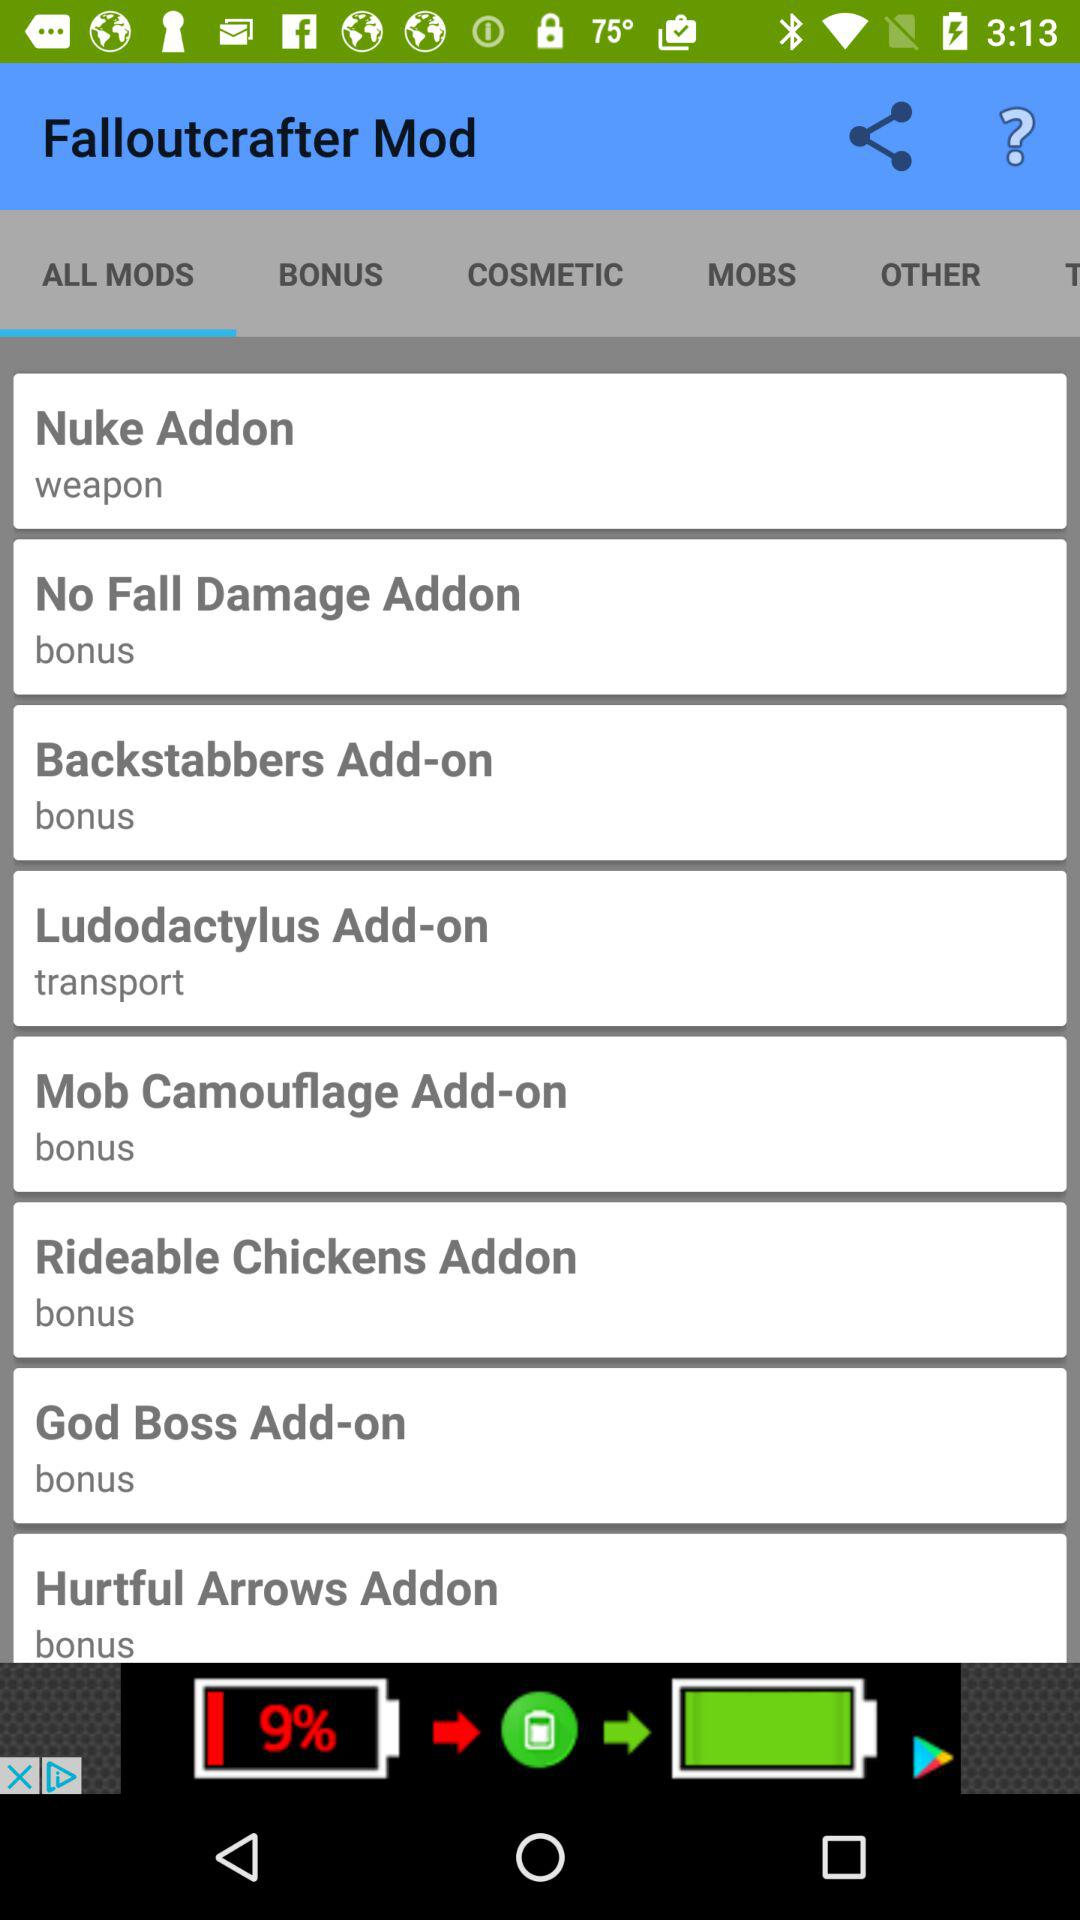 75° 3:13
Falloutcrafter Mod
ALL MODS BONUS COSMETIC MOBS OTHER T
Nuke Addon
weapon
No Fall Damage Addon
bonus
Backstabbers Add-on
bonus
Ludodactylus Add-on
transport
Mob Camouflage Add-on
bonus
Rideable Chickens Addon
bonus
God Boss Add-on
bonus
Hurtful Arrows Addon
bonus
9%